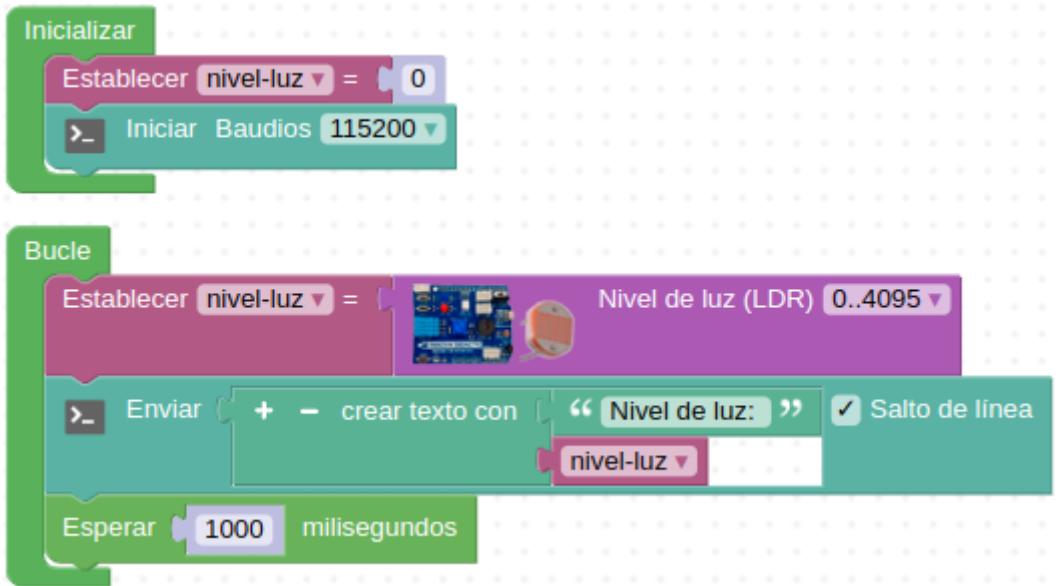 Inicializar
Establecer nivel-luz = 0
>_ Iniciar Baudios 115200
Bucle
Establecer nivel-luz = Nivel de luz (LDR) 0..4095
>_ Enviar + − crear texto con “ Nivel de luz: ” ✓ Salto de línea
nivel-luz
Esperar 1000 milisegundos